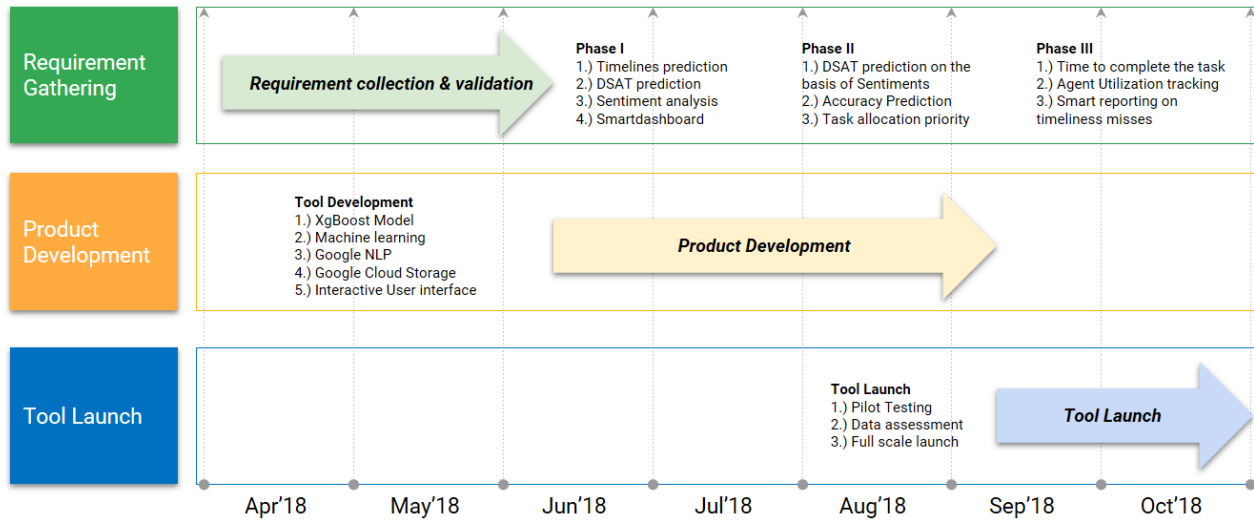 Requirement
Gathering
Requirement collection & validation
Phase I
1.) Timelines prediction
2.) DSAT prediction
3.) Sentiment analysis
4.) Smartdashboard
Phase II
1.) DSAT prediction on the
basis of Sentiments
2.) Accuracy Prediction
3.) Task allocation priority
Phase III
1.) Time to complete the task
2.) Agent Utilization tracking
3.) Smart reporting on
timeliness misses
Product
Development
Tool Development
1.) XgBoost Model
2.) Machine learning
3.) Google NLP
4.) Google Cloud Storage
5.) Interactive User interface
Product Development
Tool Launch
Tool Launch
1.) Pilot Testing
2.) Data assessment
3.) Full scale launch
Tool Launch
Apr'18
May'18
Jun'18
Jul'18
Aug'18
Sep'18
Oct'18